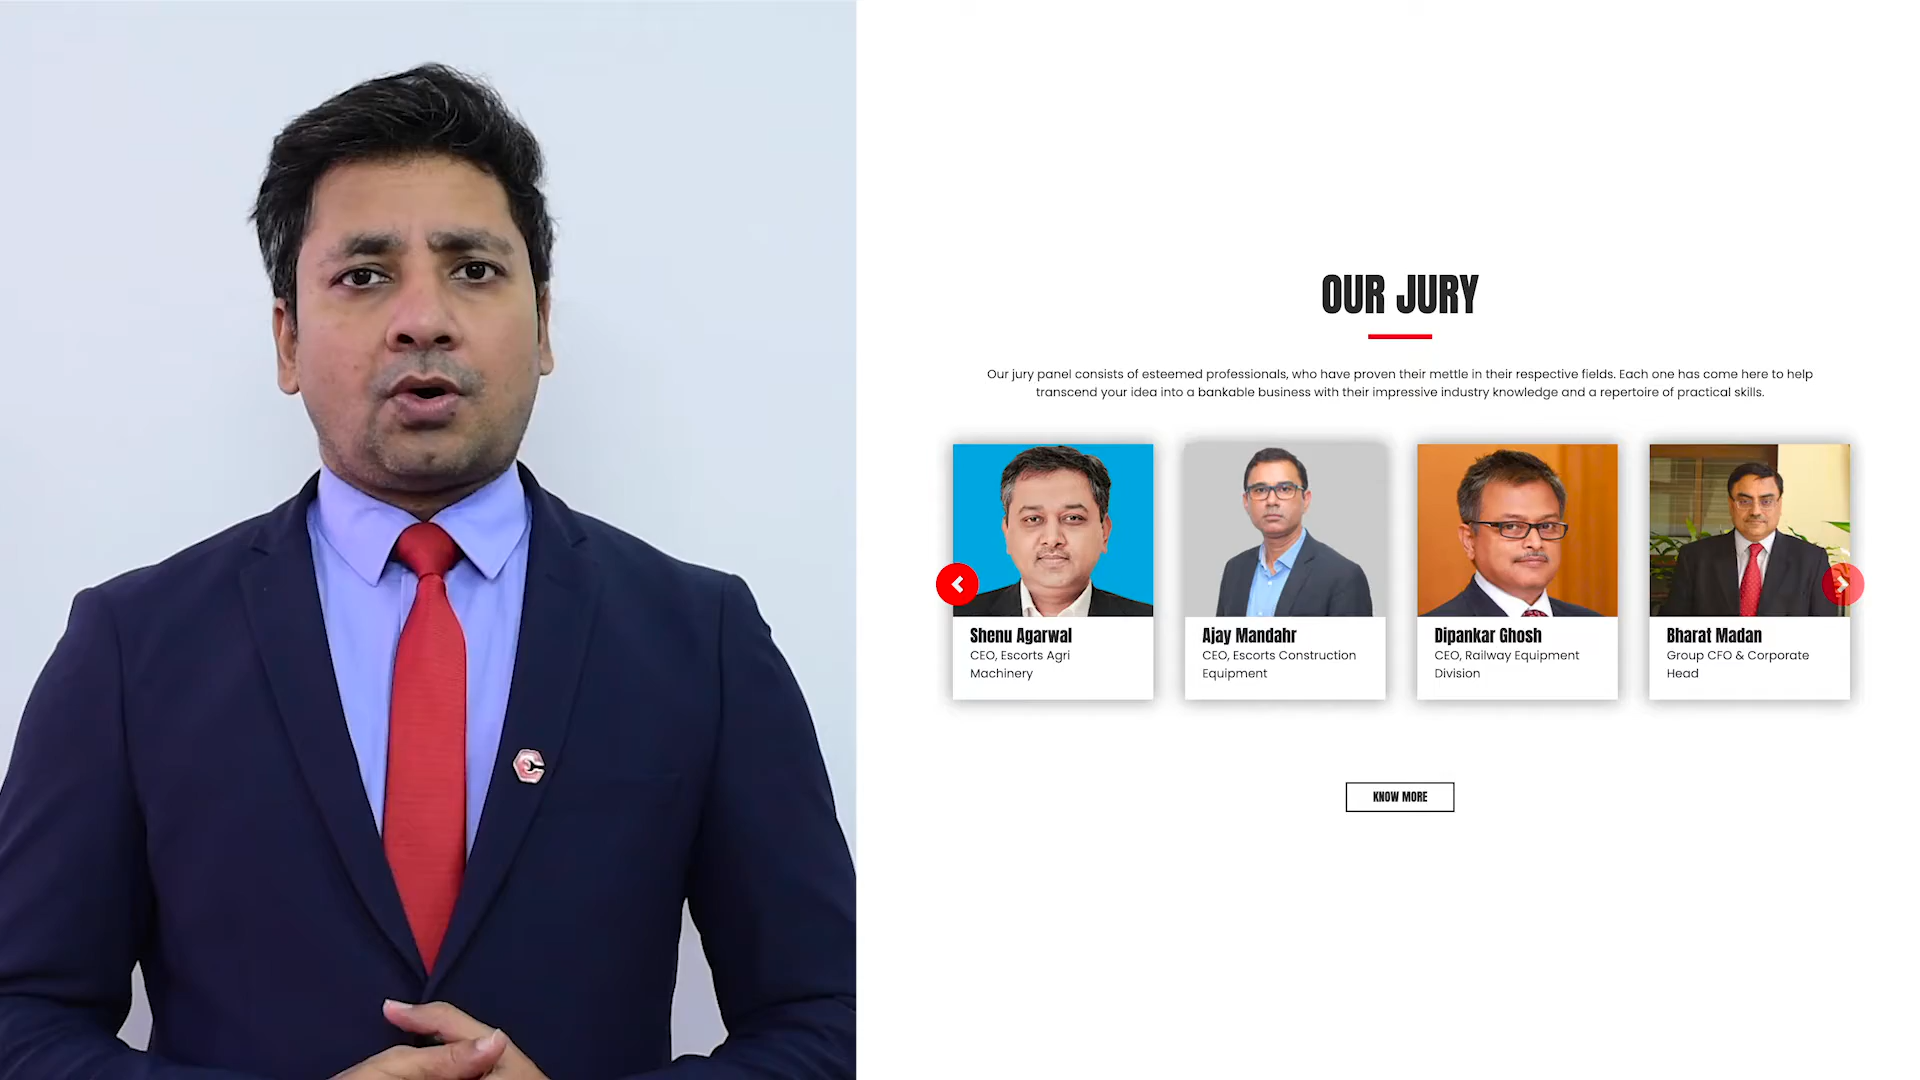 OUR JURY
Our jury panel consists of esteemed professionals, who have proven their mettle in their respective fields. Each one has come here to help
transcend your idea into a bankable business with their impressive industry knowledge and a repertoire of practical skills.
Shenu Agarwal
CEO, Escorts Agri
Machinery
Ajay Mandahr
CEO, Escorts Construction
Equipment
Dipankar Ghosh
CEO, Railway Equipment
Division
Bharat Madan
Group CFO & Corporate
Head
KNOW MORE